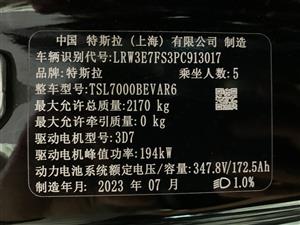 中国 特斯拉（上海）有限公司 制造
车辆识别代号:LRW3E7FS3PC913017
品牌:特斯拉 乘坐人数:5
整车型号:TSL7000BEVAR6
最大允许总质量:2170 kg
最大允许牵引质量:0 kg
驱动电机型号:3D7
驱动电机峰值功率:194kW
动力电池系统额定电压/容量:347.8V/172.5Ah
制造年月:2023 年 07 月 1.0%